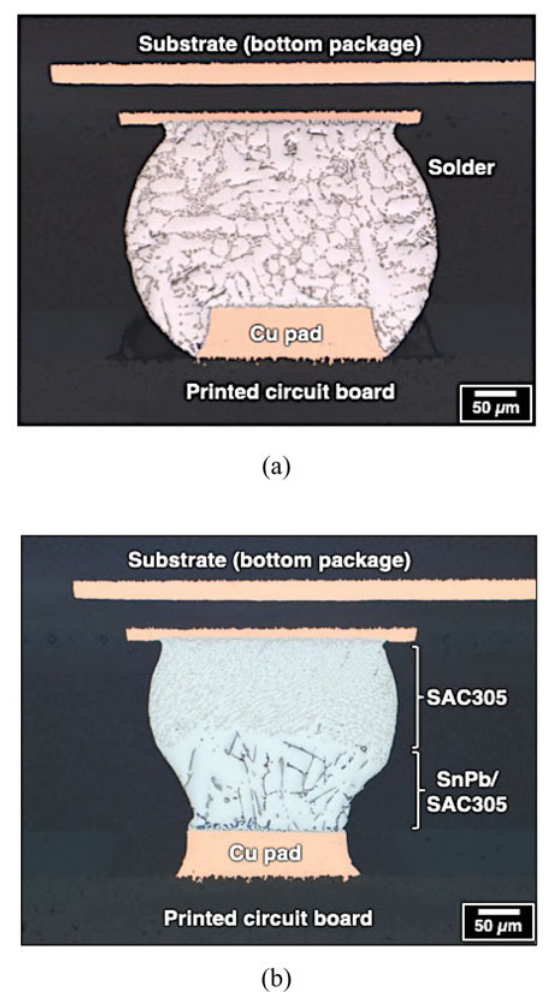 Substrate (bottom package)
Solder
Cu pad
Printed circuit board
50 µm
(a)
Substrate (bottom package)
SAC305
SnPb/
SAC305
Cu pad
Printed circuit board
50 µm
(b)